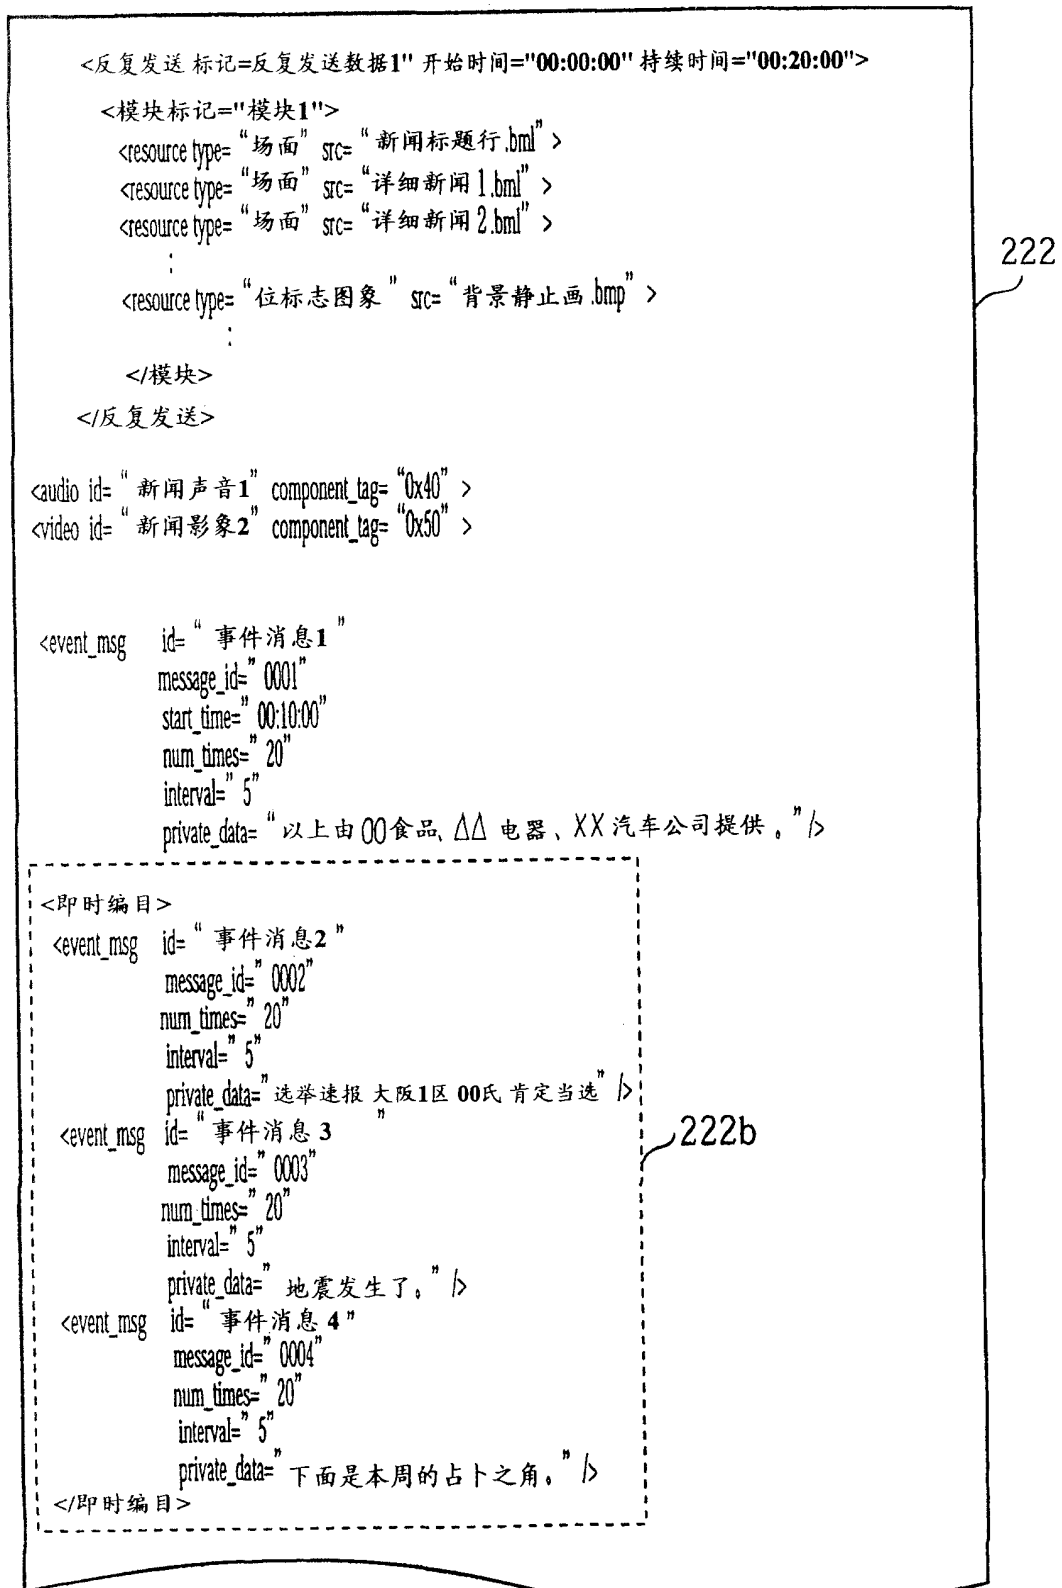 <反复发送 标记=反复发送数据1" 开始时间="00:00:00" 持续时间="00:20:00">
<模块标记="模块1">
<resource type= “场面” src= “新闻标题行.bml” >
<resource type= “场面” src= “详细新闻1.bml” >
<resource type= “场面” src= “详细新闻2.bml” >
:
<resource type= “位标志图象” src= “背景静止画.bmp” >
:
</模块>
</反复发送>
222
<audio id= “新闻声音1” component_tag= “0x40” >
<video id= “新闻影象2” component_tag= “0x50” >
<event_msg id= “事件消息1”
message_id=” 0001”
start_time=” 00:10:00”
num_times=” 20”
interval=” 5”
private_data= “以上由OO食品、△△电器、XX汽车公司提供。” />
<即时编目>
<event_msg id= “事件消息2”
message_id=” 0002”
num_times=” 20”
interval=” 5”
private_data=” 选举速报 大阪1区 00氏 肯定当选” />
<event_msg id= “事件消息3”
222b
message_id=” 0003”
num_times=” 20”
interval=” 5”
private_data=” 地震发生了。” />
<event_msg id= “事件消息4”
message_id=” 0004”
num_times=” 20”
interval=” 5”
private_data=” 下面是本周的占卜之角。” />
</即时编目>